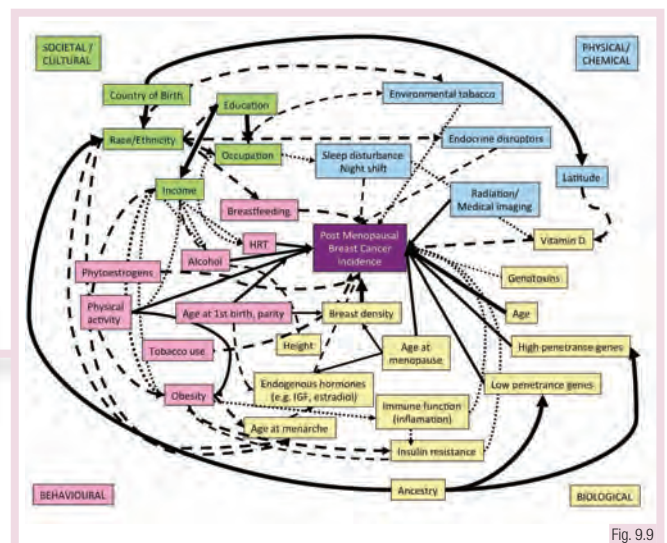 SOCIETAL /
CULTURAL
PHYSICAL/
CHEMICAL
Country of Birth
Education
Environmental tobacco
Race/Ethnicity
Occupation
Endocrine disruptors
Sleep disturbance
Night shift
Income
Latitude
Radiation/
Medical imaging
Breastfeeding
Post Menopausal
Breast Cancer
incidence
HRT
Vitamin D
Alcohol
Phytoestrogens
Genotoxins
Physical
activity
Age at 1st birth, parity
Breast density
Age
Tobacco use
Height
Age at
menopause
High penetrance genes
Low penetrance genes
Obesity
Endogenous hormones
(e.g. IGF, estradiol)
Immune function
(inflamation)
Age at menarche
Insulin resistance
BEHAVIOURAL
Ancestry
BIOLOGICAL
Fig. 9.9